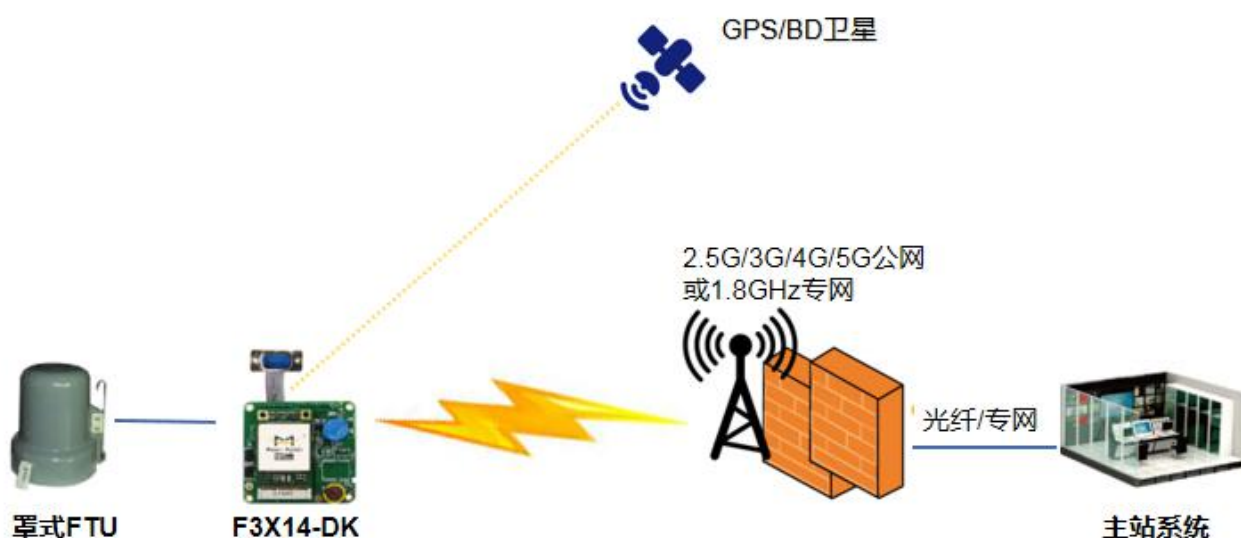 GPS/BD卫星
2.5G/3G/4G/5G公网
或1.8GHz专网
光纤/专网
罩式FTU
F3X14-DK
主站系统